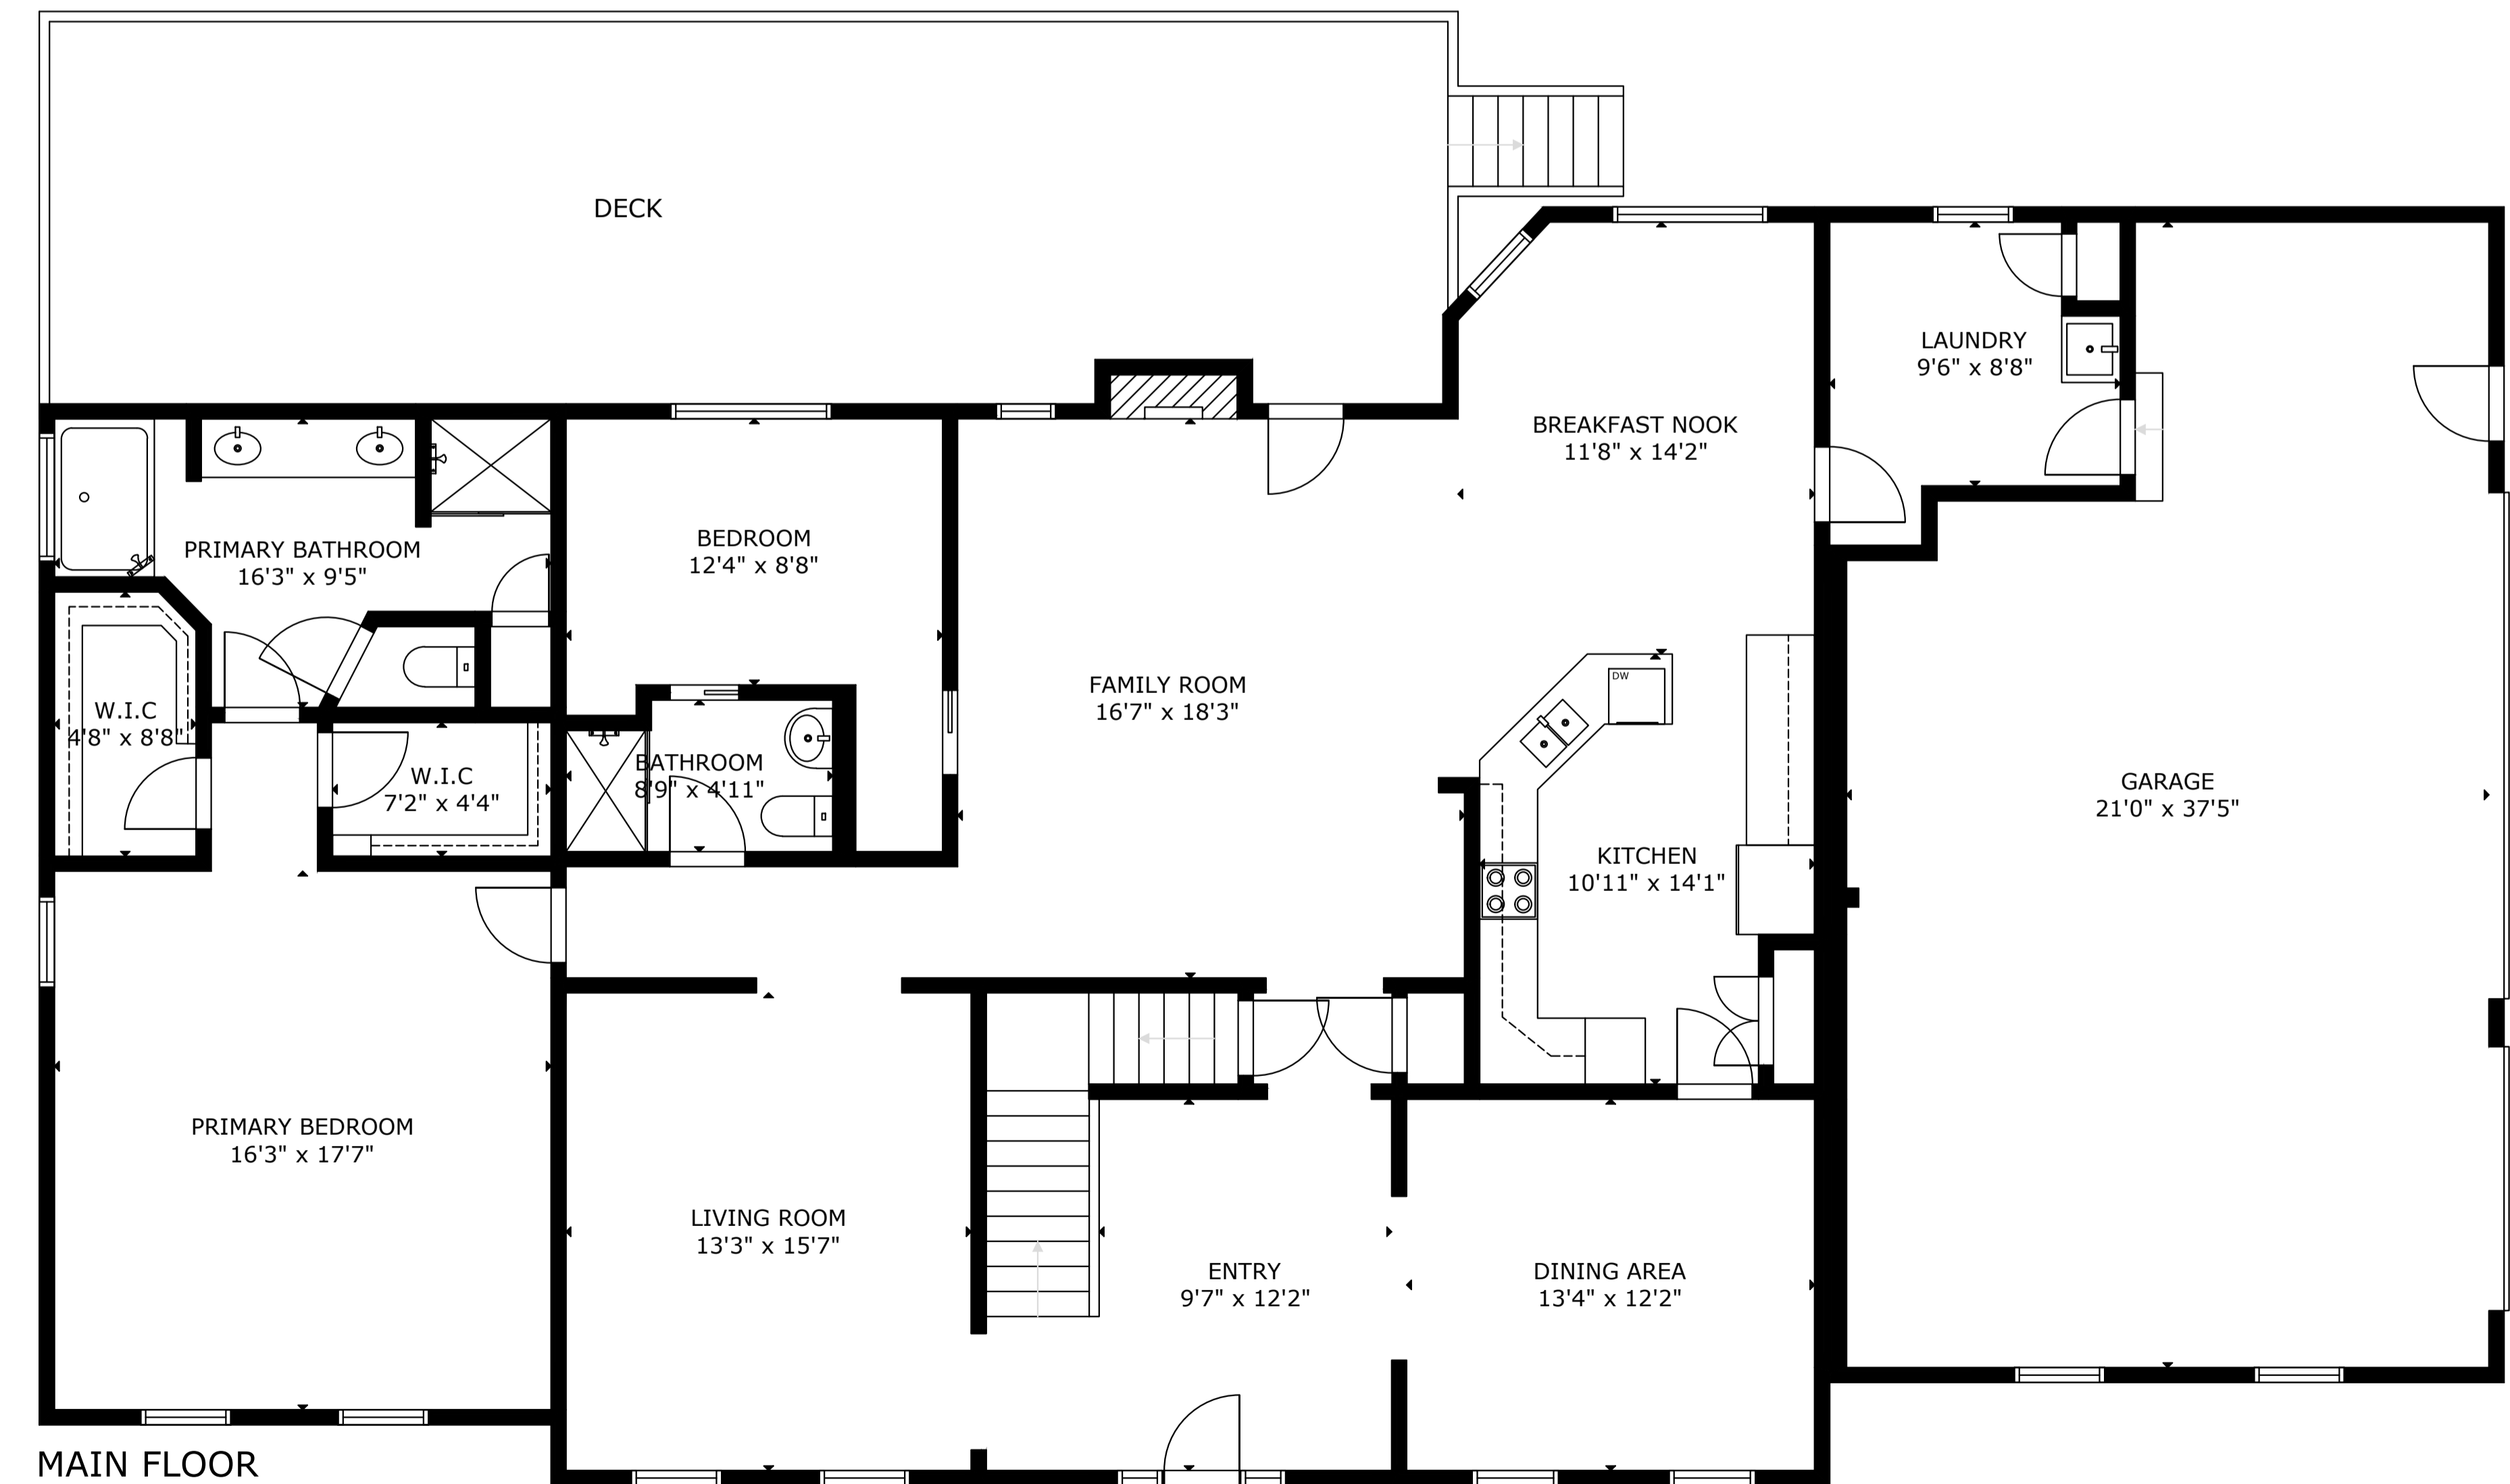 DECK
LAUNDRY
9'6" x 8'8"
BREAKFAST NOOK
11'8" x 14'2"
PRIMARY BATHROOM
16'3" x 9'5"
BEDROOM
12'4" x 8'8"
FAMILY ROOM
16'7" x 18'3"
DW
W.I.C
4'8" x 8'8"
W.I.C
7'2" x 4'4"
BATHROOM
8'9" x 4'11"
GARAGE
21'0" x 37'5"
KITCHEN
10'11" x 14'1"
PRIMARY BEDROOM
16'3" x 17'7"
LIVING ROOM
13'3" x 15'7"
ENTRY
9'7" x 12'2"
DINING AREA
13'4" x 12'2"
MAIN FLOOR